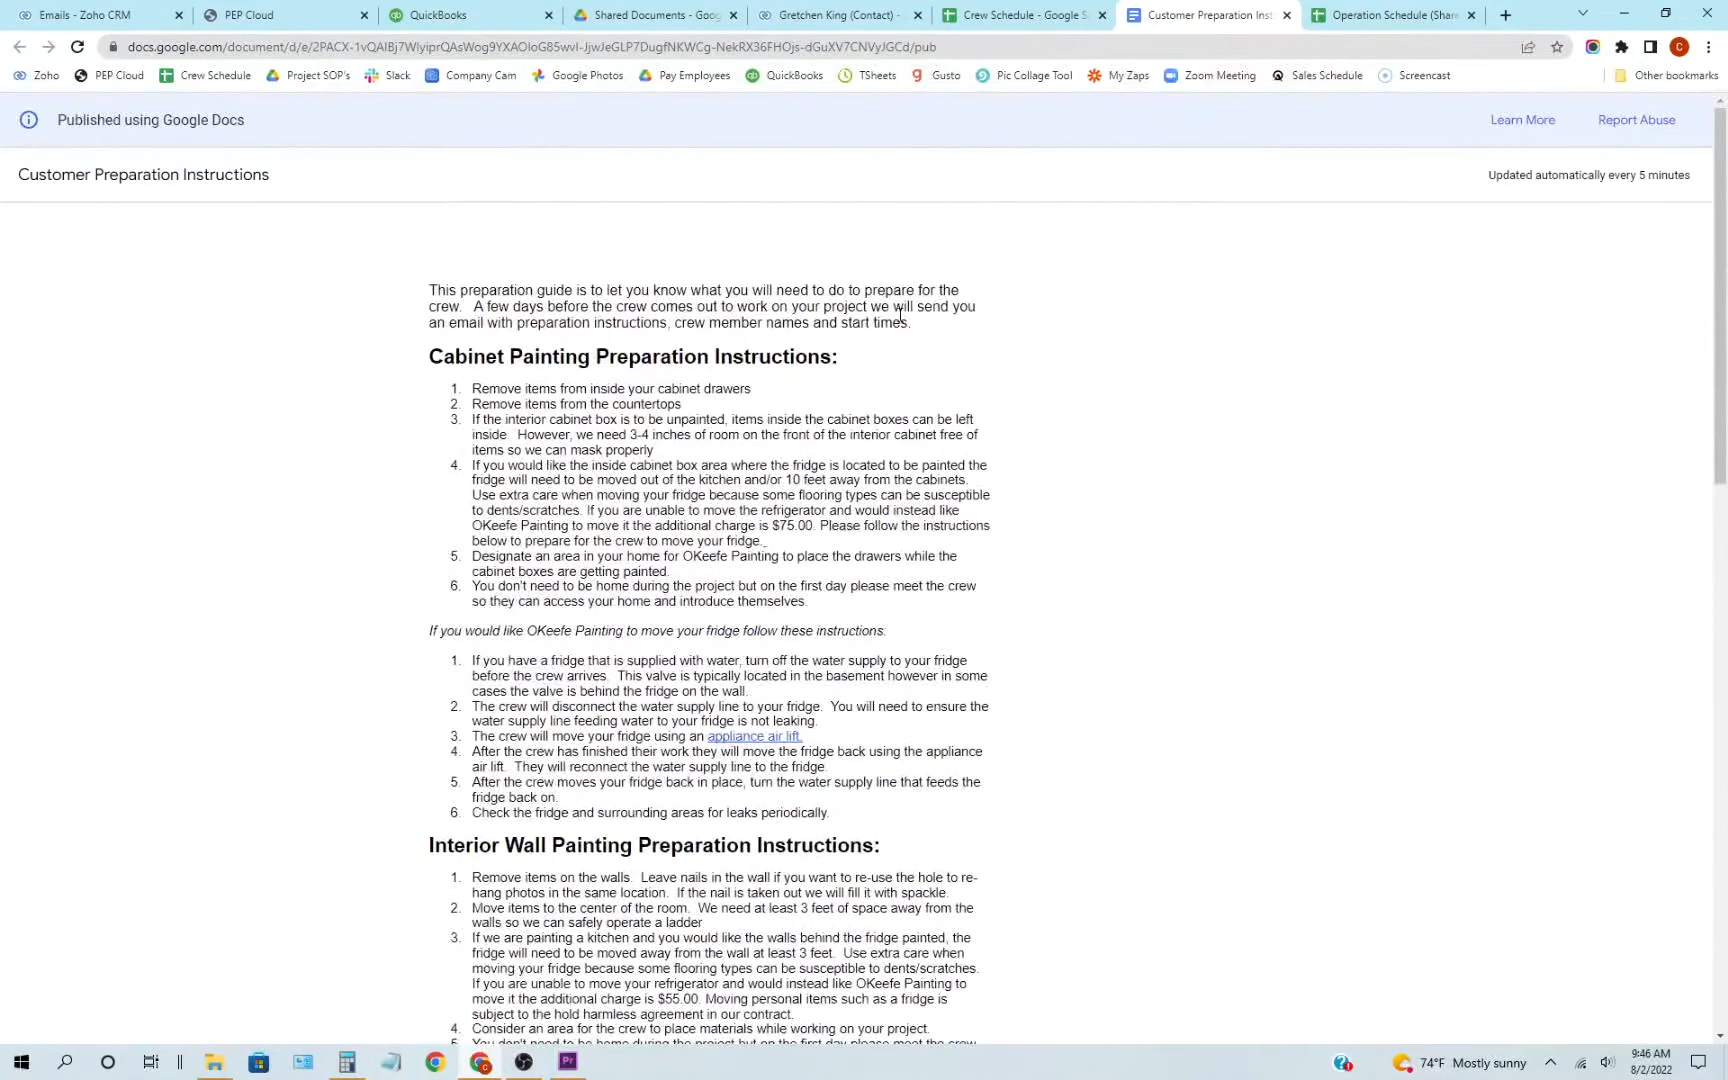 Emails - Zoho CRM
PEP Cloud
QuickBooks
Shared Documents - Goog
Gretchen King (Contact) -
Crew Schedule - Google S
Customer Preparation Inst
Operation Schedule (Share
docs.google.com/document/d/e/2PACX-1vQAIBj7WlyiprQAsWog9YXAOloG85wvI-JjwJeGLP7DugfNKWCg-NekRX36FHOjs-dGuXV7CNVyJGCd/pub
C
Zoho
PEP Cloud
Crew Schedule
Project SOP's
Slack
Company Cam
Google Photos
Pay Employees
QuickBooks
TSheets
Gusto
Pic Collage Tool
My Zaps
Zoom Meeting
Sales Schedule
Screencast
Other bookmarks
Published using Google Docs
Learn More
Report Abuse
Customer Preparation Instructions
Updated automatically every 5 minutes
This preparation guide is to let you know what you will need to do to prepare for the
crew. A few days before the crew comes out to work on your project we will send you
an email with preparation instructions, crew member names and start times.
Cabinet Painting Preparation Instructions:
1. Remove items from inside your cabinet drawers
2. Remove items from the countertops
3. If the interior cabinet box is to be unpainted, items inside the cabinet boxes can be left
inside. However, we need 3-4 inches of room on the front of the interior cabinet free of
items so we can mask properly
4. If you would like the inside cabinet box area where the fridge is located to be painted the
fridge will need to be moved out of the kitchen and/or 10 feet away from the cabinets.
Use extra care when moving your fridge because some flooring types can be susceptible
to dents/scratches. If you are unable to move the refrigerator and would instead like
OKeefe Painting to move it the additional charge is $75.00. Please follow the instructions
below to prepare for the crew to move your fridge.
5. Designate an area in your home for OKeefe Painting to place the drawers while the
cabinet boxes are getting painted.
6. You don't need to be home during the project but on the first day please meet the crew
so they can access your home and introduce themselves.
If you would like OKeefe Painting to move your fridge follow these instructions:
1. If you have a fridge that is supplied with water, turn off the water supply to your fridge
before the crew arrives. This valve is typically located in the basement however in some
cases the valve is behind the fridge on the wall.
2. The crew will disconnect the water supply line to your fridge. You will need to ensure the
water supply line feeding water to your fridge is not leaking.
3. The crew will move your fridge using an appliance air lift.
4. After the crew has finished their work they will move the fridge back using the appliance
air lift. They will reconnect the water supply line to the fridge.
5. After the crew moves your fridge back in place, turn the water supply line that feeds the
fridge back on.
6. Check the fridge and surrounding areas for leaks periodically.
Interior Wall Painting Preparation Instructions:
1. Remove items on the walls. Leave nails in the wall if you want to re-use the hole to re-
hang photos in the same location. If the nail is taken out we will fill it with spackle.
2. Move items to the center of the room. We need at least 3 feet of space away from the
walls so we can safely operate a ladder
3. If we are painting a kitchen and you would like the walls behind the fridge painted, the
fridge will need to be moved away from the wall at least 3 feet. Use extra care when
moving your fridge because some flooring types can be susceptible to dents/scratches.
If you are unable to move your refrigerator and would instead like OKeefe Painting to
move it the additional charge is $55.00. Moving personal items such as a fridge is
subject to the hold harmless agreement in our contract.
4. Consider an area for the crew to place materials while working on your project.
5. You don't need to be home during the project but on the first day please meet the crew
74°F Mostly sunny
9:46 AM
8/2/2022